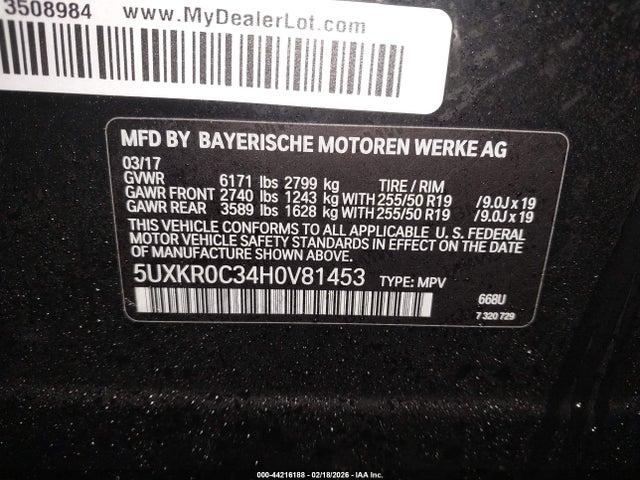 3508984 www.MyDealerLot.com
MFD BY BAYERISCHE MOTOREN WERKE AG
03/17
GVWR 6171 lbs 2799 kg TIRE / RIM
GAWR FRONT 2740 lbs 1243 kg WITH 255/50 R19 /9.0J x 19
GAWR REAR 3589 lbs 1628 kg WITH 255/50 R19 /9.0J x 19
THIS VEHICLE CONFORMS TO ALL APPLICABLE U. S. FEDERAL
MOTOR VEHICLE SAFETY, BUMPER, AND THEFT PREVENTION
STANDARDS IN EFFECT ON THE DATE OF
MANUFACTURE SHOWN ABOVE.
5UXKR0C34H0V81453 TYPE: MPV
668U
7 320 729
000-44216188 - 02/18/2026 - IAA Inc.